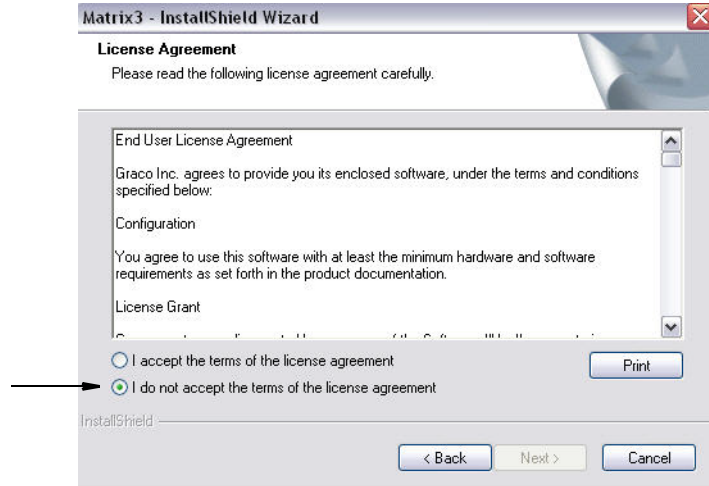 Matrix3 - InstallShield Wizard
License Agreement
Please read the following license agreement carefully.
End User License Agreement
Graco Inc. agrees to provide you its enclosed software, under the terms and conditions
specified below:
Configuration
You agree to use this software with at least the minimum hardware and software
requirements as set forth in the product documentation.
License Grant
I accept the terms of the license agreement
Print
I do not accept the terms of the license agreement
InstallShield
< Back
Next >
Cancel